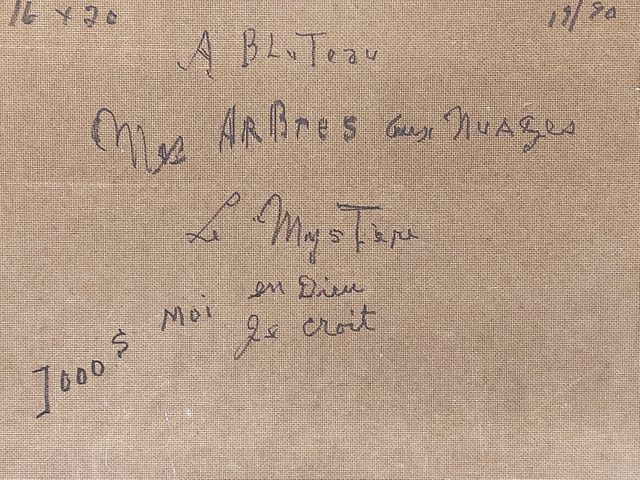 16 x 20
19/90
A BLuTeau
Mes ARBres aux Nuages
Le MysTère
en Dieu
Moi Je croit
1000 $